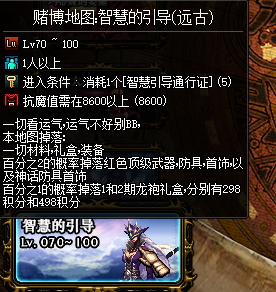 赌博地图:智慧的引导(远古)
Lv Lv70 ~ 100
1人以上
进入条件:消耗1个[智慧引导通行证] (5)
抗魔值需在8600以上 (8600)
一切看运气,运气不好别BB,
本地图掉落:
一切材料,礼盒,装备
百分之2的概率掉落红色顶级武器,防具,首饰,以
及神话防具首饰
百分之1的概率掉落1和2期龙袍礼盒,分别有298
积分和498积分
智慧的引导
Lv. 070~100